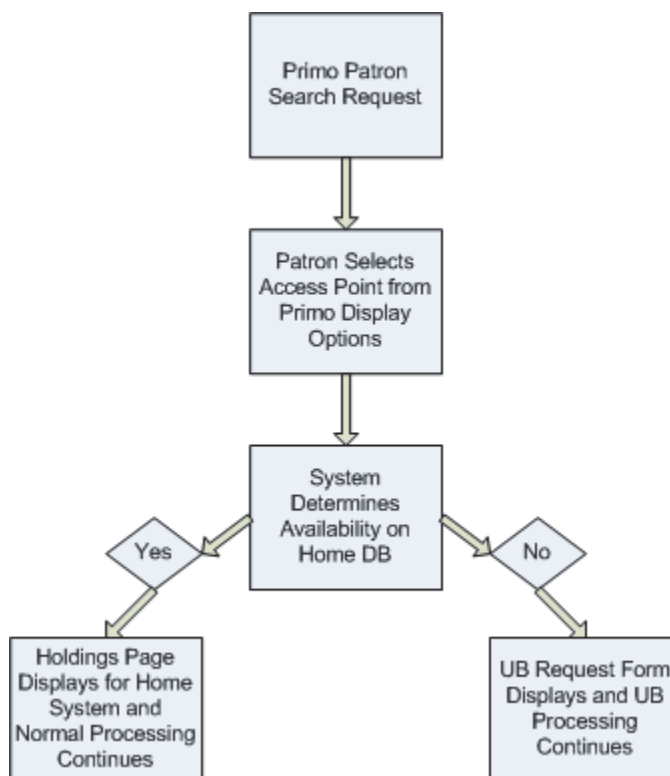 Primo Patron
Search Request
Patron Selects
Access Point from
Primo Display
Options
System
Determines
Availability on
Home DB
Yes
No
Holdings Page
Displays for Home
System and
Normal Processing
Continues
UB Request Form
Displays and UB
Processing
Continues